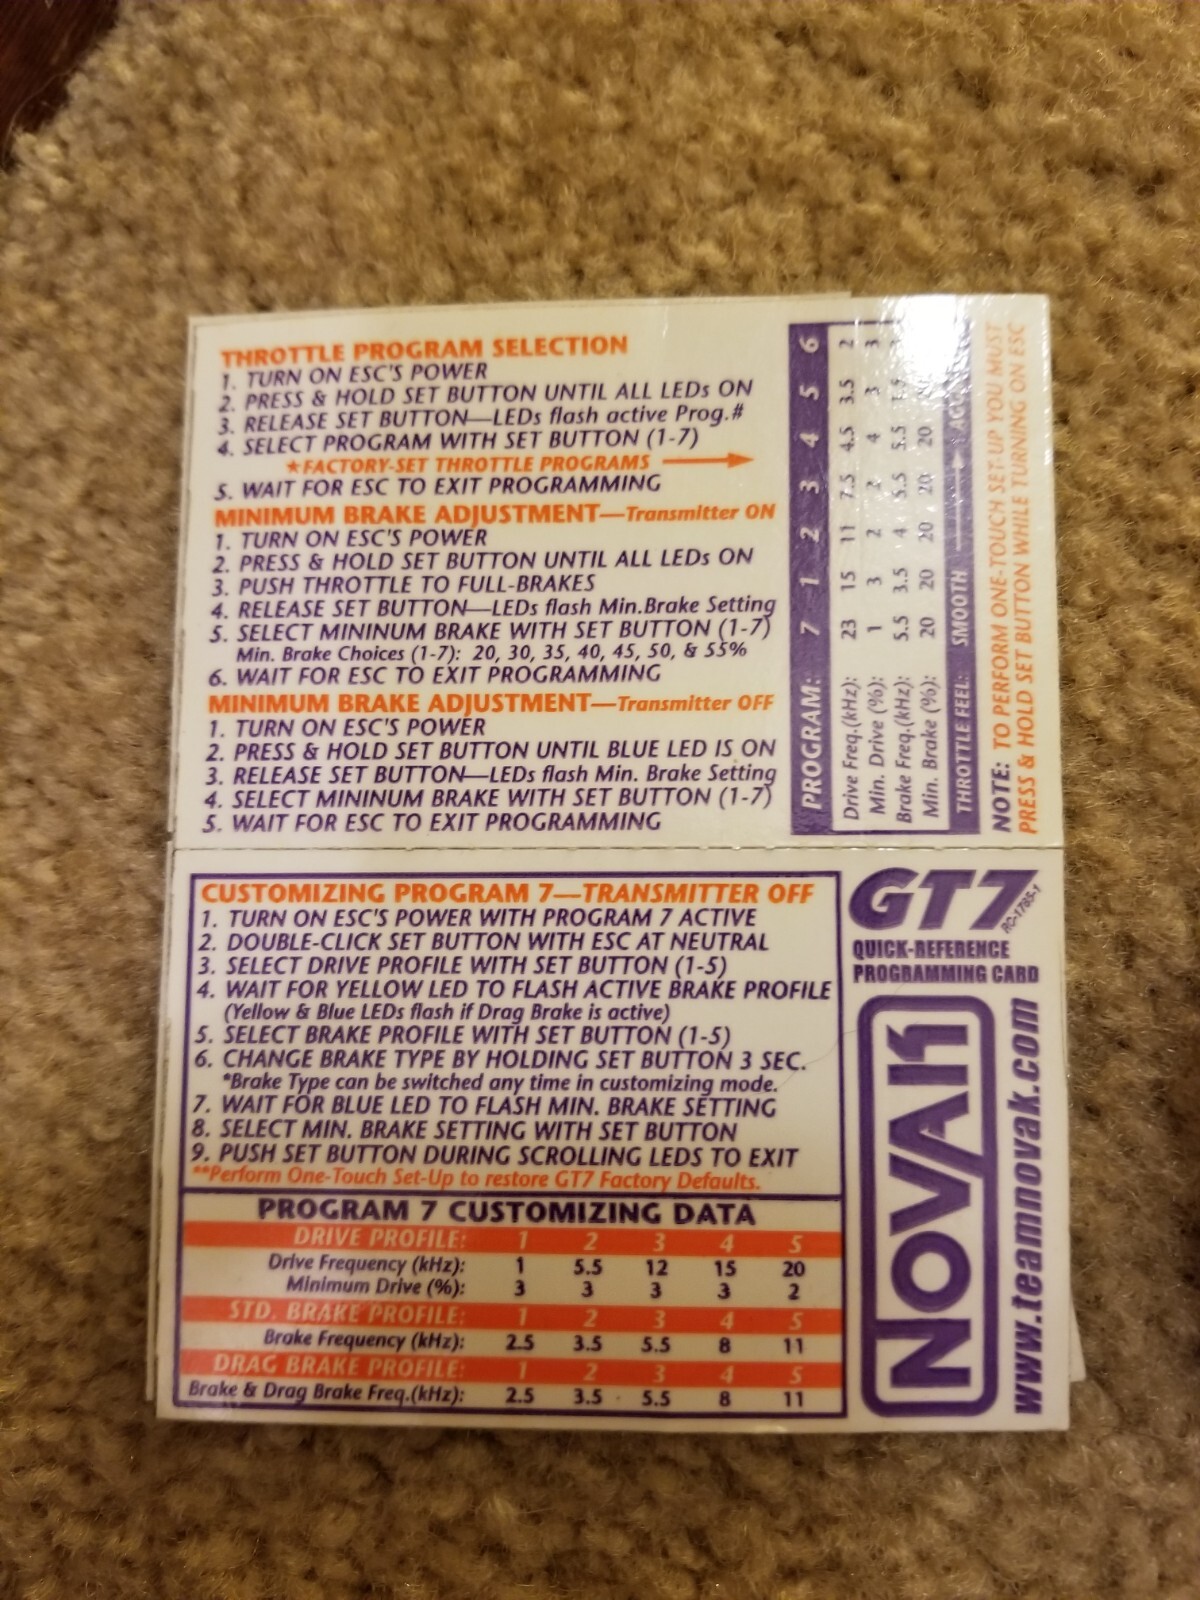 THROTTLE PROGRAM SELECTION
1. TURN ON ESC'S POWER
2. PRESS & HOLD SET BUTTON UNTIL ALL LEDs ON
3. RELEASE SET BUTTON—LEDs flash active Prog.#
4. SELECT PROGRAM WITH SET BUTTON (1-7)
★FACTORY-SET THROTTLE PROGRAMS
5. WAIT FOR ESC TO EXIT PROGRAMMING
MINIMUM BRAKE ADJUSTMENT—Transmitter ON
1. TURN ON ESC'S POWER
2. PRESS & HOLD SET BUTTON UNTIL ALL LEDs ON
3. PUSH THROTTLE TO FULL-BRAKES
4. RELEASE SET BUTTON—LEDs flash Min.Brake Setting
5. SELECT MININUM BRAKE WITH SET BUTTON (1-7)
Min. Brake Choices (1-7): 20, 30, 35, 40, 45, 50, & 55%
6. WAIT FOR ESC TO EXIT PROGRAMMING
MINIMUM BRAKE ADJUSTMENT—Transmitter OFF
1. TURN ON ESC'S POWER
2. PRESS & HOLD SET BUTTON UNTIL BLUE LED IS ON
3. RELEASE SET BUTTON—LEDs flash Min. Brake Setting
4. SELECT MININUM BRAKE WITH SET BUTTON (1-7)
5. WAIT FOR ESC TO EXIT PROGRAMMING
PROGRAM: 7 1 2 3 4 5 6
Drive Freq.(kHz): 23 15 11 7.5 4.5 3.5 2
Min. Drive (%): 1 3 2 2 4 3 3
Brake Freq.(kHz): 5.5 3.5 4 5.5 5.5
Min. Brake (%): 20 20 20 20 20
THROTTLE FEEL: SMOOTH
NOTE: TO PERFORM ONE-TOUCH SET-UP YOU MUST
PRESS & HOLD SET BUTTON WHILE TURNING ON ESC
CUSTOMIZING PROGRAM 7—TRANSMITTER OFF
1. TURN ON ESC'S POWER WITH PROGRAM 7 ACTIVE
2. DOUBLE-CLICK SET BUTTON WITH ESC AT NEUTRAL
3. SELECT DRIVE PROFILE WITH SET BUTTON (1-5)
4. WAIT FOR YELLOW LED TO FLASH ACTIVE BRAKE PROFILE
(Yellow & Blue LEDs flash if Drag Brake is active)
5. SELECT BRAKE PROFILE WITH SET BUTTON (1-5)
6. CHANGE BRAKE TYPE BY HOLDING SET BUTTON 3 SEC.
*Brake Type can be switched any time in customizing mode.
7. WAIT FOR BLUE LED TO FLASH MIN. BRAKE SETTING
8. SELECT MIN. BRAKE SETTING WITH SET BUTTON
9. PUSH SET BUTTON DURING SCROLLING LEDS TO EXIT
**Perform One-Touch Set-Up to restore GT7 Factory Defaults.
PROGRAM 7 CUSTOMIZING DATA
DRIVE PROFILE: 1 2 3 4 5
Drive Frequency (kHz): 1 5.5 12 15 20
Minimum Drive (%): 3 3 3 3 2
STD. BRAKE PROFILE: 1 2 3 4 5
Brake Frequency (kHz): 2.5 3.5 5.5 8 11
DRAG BRAKE PROFILE: 1 2 3 4 5
Brake & Drag Brake Freq.(kHz): 2.5 3.5 5.5 8 11
GT7
RC-1785-1
QUICK-REFERENCE
PROGRAMMING CARD
NOVAK
www.teamnovak.com